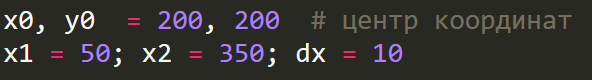 x0, y0  = 200, 200  # центр координат
x1 = 50; x2 = 350; dx = 10